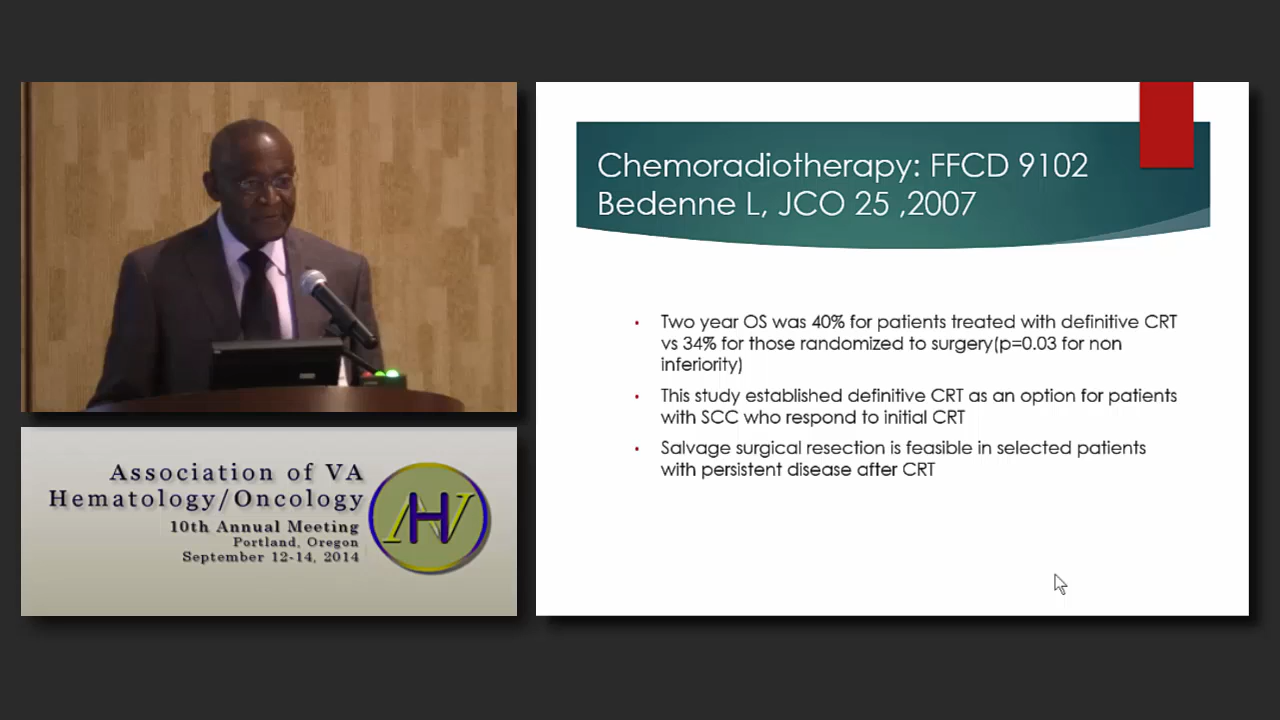 Chemoradiotherapy: FFCD 9102
Bedenne L, JCO 25 ,2007
• Two year OS was 40% for patients treated with definitive CRT
vs 34% for those randomized to surgery(p=0.03 for non
inferiority)
• This study established definitive CRT as an option for patients
with SCC who respond to initial CRT
• Salvage surgical resection is feasible in selected patients
with persistent disease after CRT
Association of VA
Hematology/Oncology
10th Annual Meeting
Portland, Oregon
September 12-14, 2014